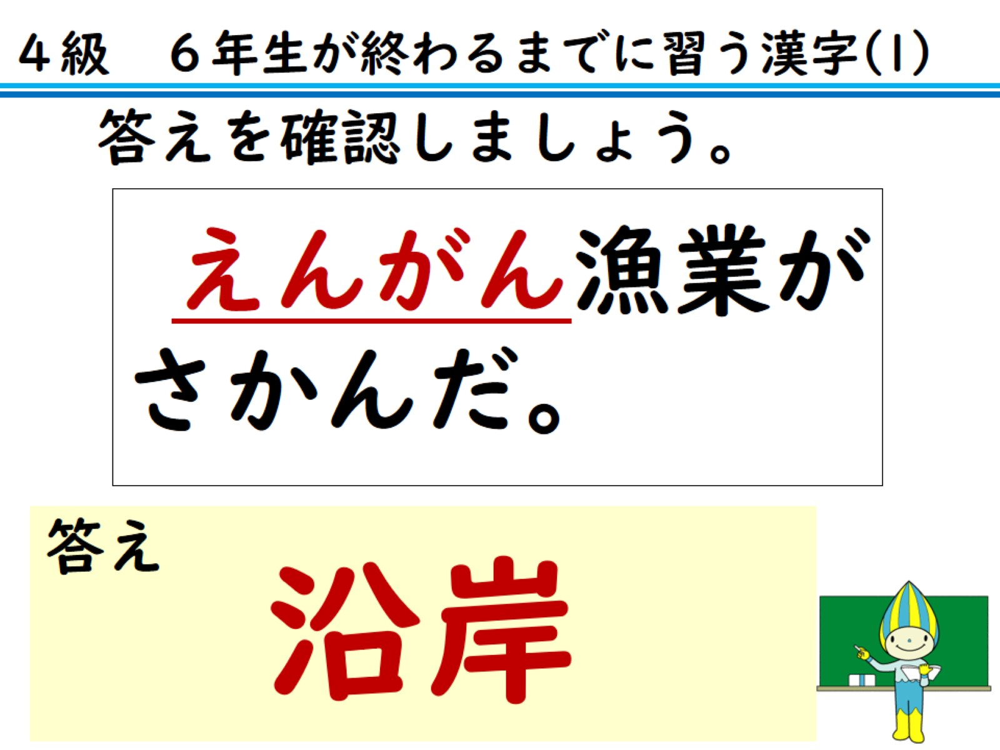 ４級　６年生が終わるまでに習う漢字(1)
答えを確認しましょう。
えんがん漁業が
さかんだ。
答え
沿岸